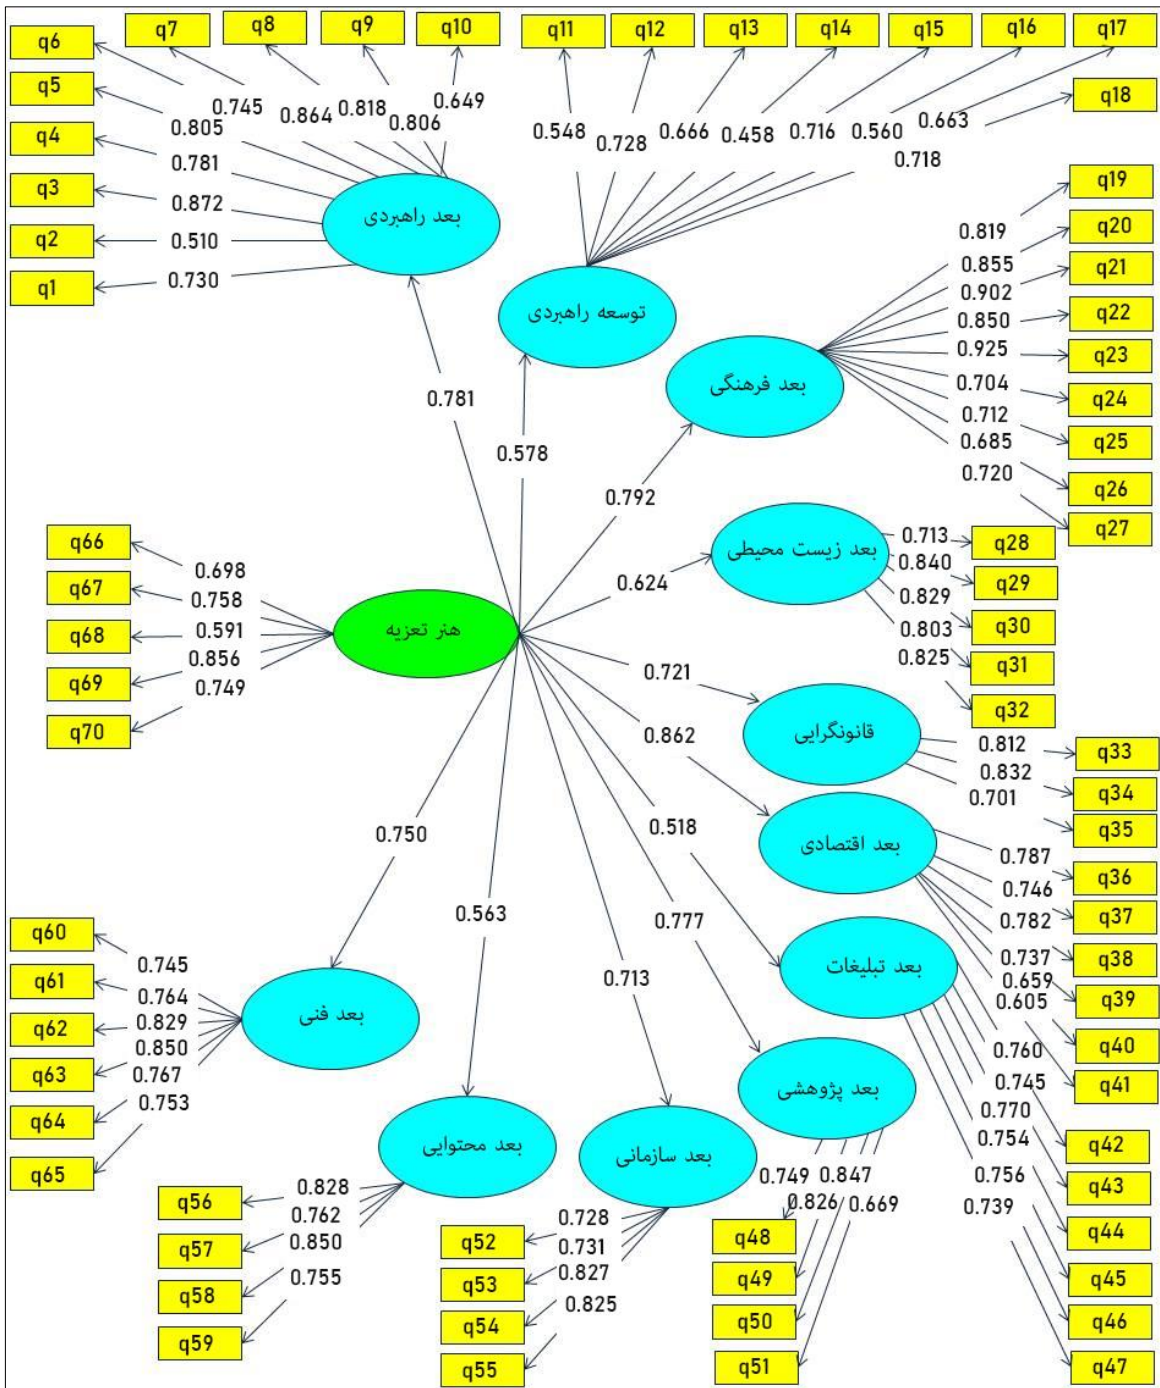 q6
q7
q8
q9
q10
q11
q12
q13
q14
q15
q16
q17
q18
q5
q4
q3
q2
q1
0.745
0.864
0.818
0.806
0.649
0.805
0.781
0.872
0.510
0.730
بعد راهبردی
0.548
0.728
0.666
0.458
0.716
0.560
0.663
0.718
توسعه راهبردی
q19
q20
q21
q22
q23
q24
q25
q26
q27
0.819
0.855
0.902
0.850
0.925
0.704
0.712
0.685
0.720
بعد فرهنگی
0.781
0.578
0.792
0.624
0.721
0.862
0.518
0.777
0.713
0.563
0.750
q66
q67
q68
q69
q70
0.698
0.758
0.591
0.856
0.749
هنر تعزیه
بعد زیست محیطی
0.713
0.840
0.829
0.803
0.825
q28
q29
q30
q31
q32
قانونگرایی
0.812
0.832
0.701
q33
q34
q35
بعد اقتصادی
0.787
0.746
0.782
0.737
0.659
0.605
q36
q37
q38
q39
q40
q41
بعد تبلیغات
0.760
0.745
0.770
0.754
0.756
0.739
q42
q43
q44
q45
q46
q47
بعد پژوهشی
0.749
0.826
0.847
0.669
q48
q49
q50
q51
بعد سازمانی
0.728
0.731
0.827
0.825
q52
q53
q54
q55
بعد محتوایی
0.828
0.762
0.850
0.755
q56
q57
q58
q59
بعد فنی
0.745
0.764
0.829
0.850
0.767
0.753
q60
q61
q62
q63
q64
q65